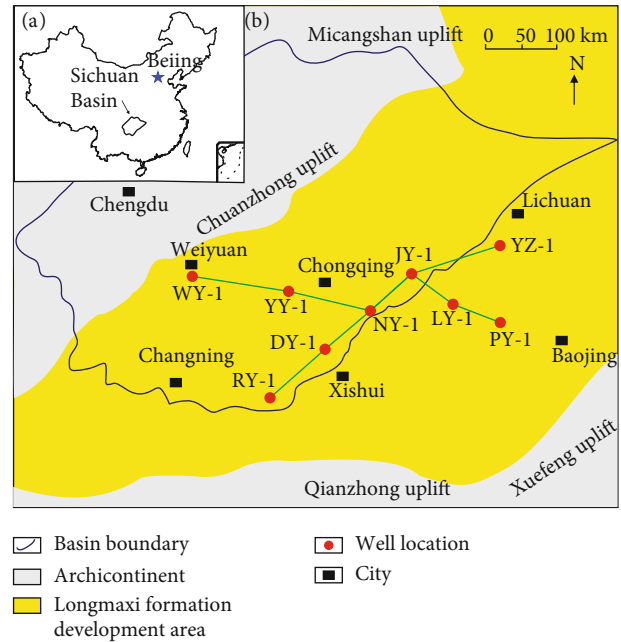 (a)
Beijing
Sichuan
Basin
(b)
Micangshan uplift
0 50 100 km
N
Chengdu
Chuanzhong uplift
Lichuan
Weiyuan
Chongqing
JY-1
YZ-1
WY-1
YY-1
NY-1
LY-1
PY-1
DY-1
Changning
Baojing
RY-1
Xishui
Xuefeng uplift
Qianzhong uplift
Basin boundary
Well location
Archicontinent
City
Longmaxi formation
development area